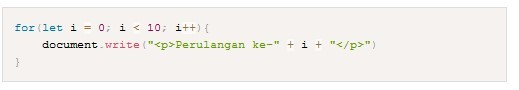 for(let i = 0; i < 10; i++){
    document.write("<p>Perulangan ke-" + i + "</p>")
}